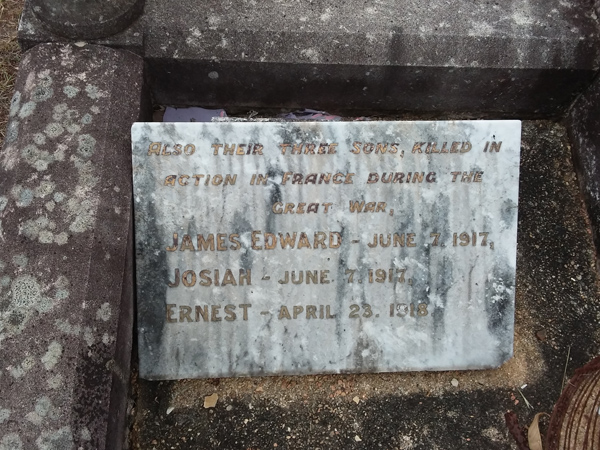 ALSO THEIR THREE SONS, KILLED IN
ACTION IN FRANCE DURING THE
GREAT WAR,
JAMES EDWARD - JUNE 7, 1917,
JOSIAH - JUNE 7, 1917,
ERNEST - APRIL 23, 1918